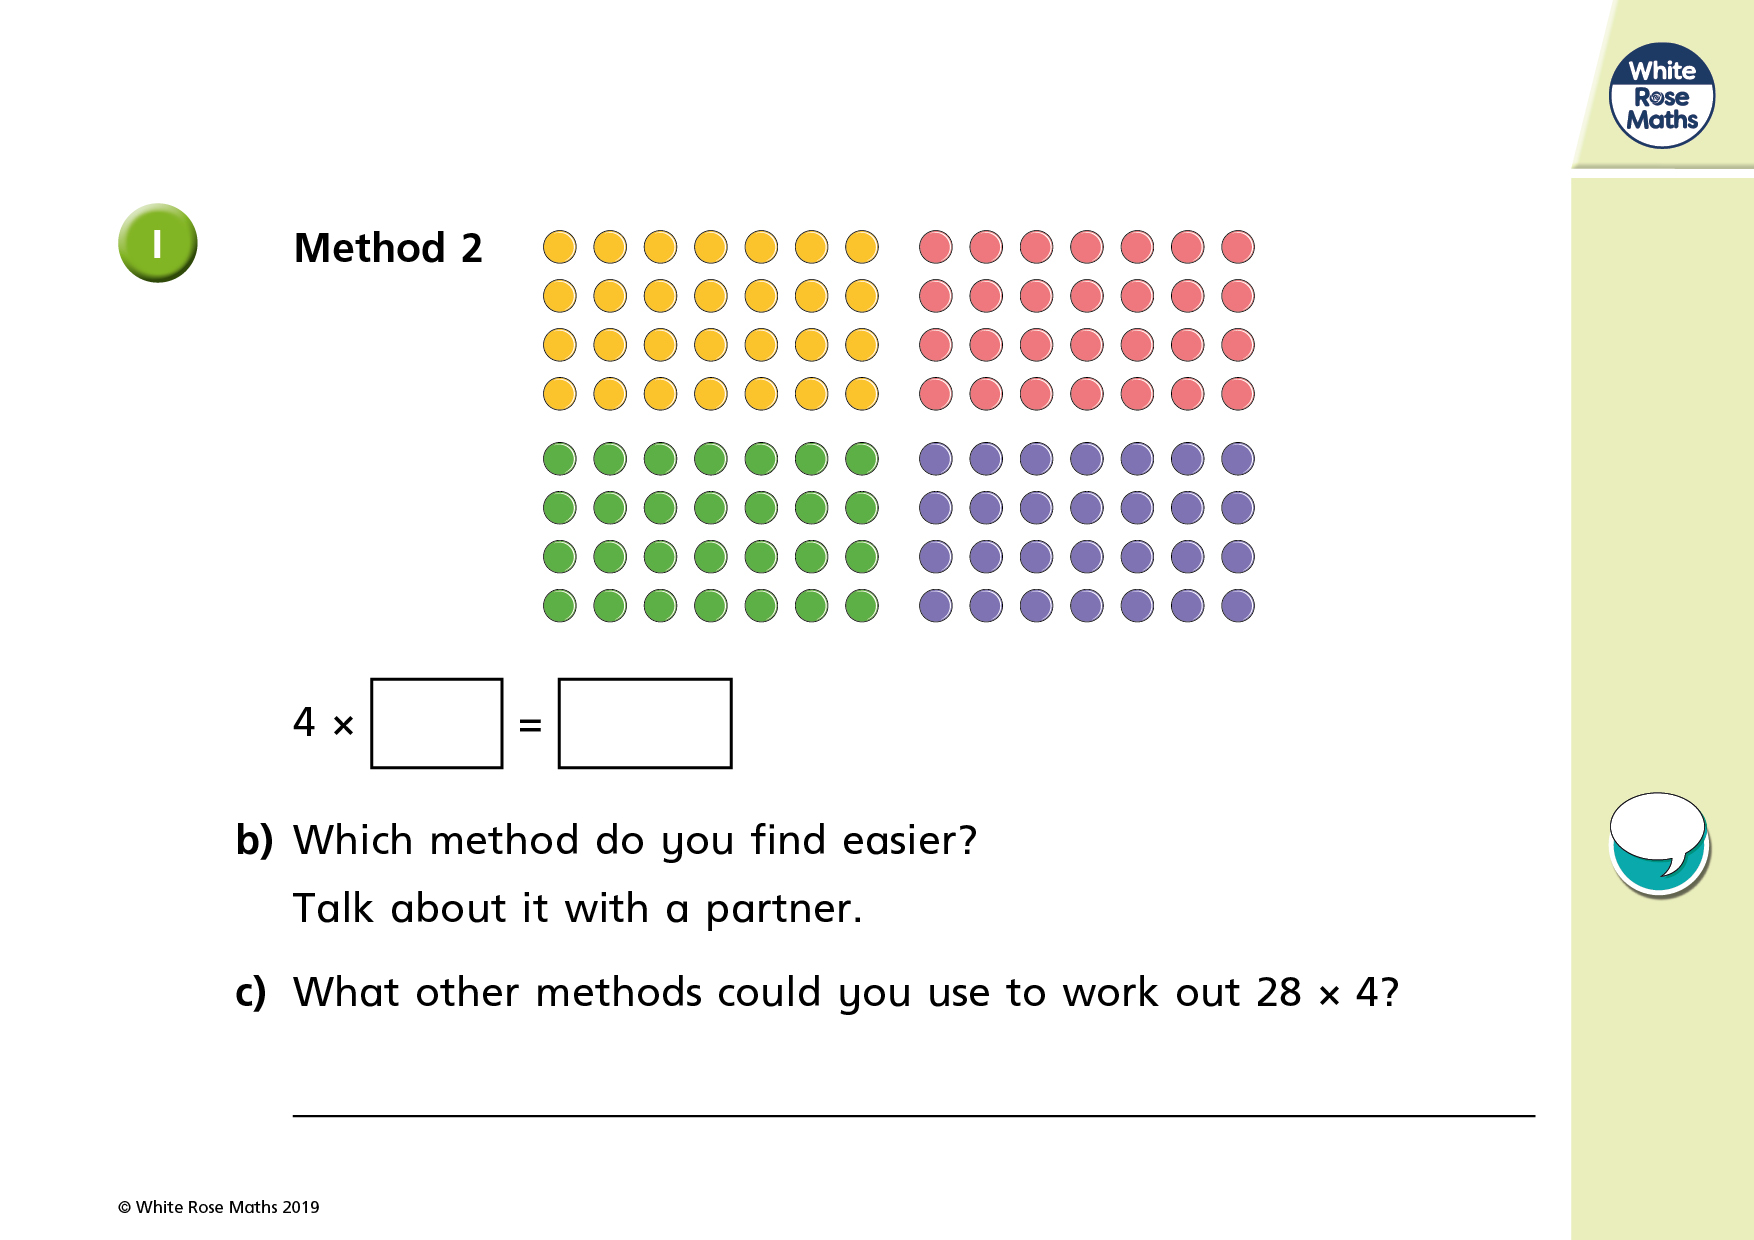 White
Rose
Maths
1 Method 2
4 × =
b) Which method do you find easier?
Talk about it with a partner.
c) What other methods could you use to work out 28 × 4?
© White Rose Maths 2019